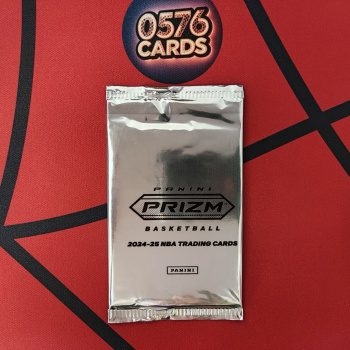 0576
CARDS
PANINI
PRIZM
BASKETBALL
2024-25 NBA TRADING CARDS
PANINI